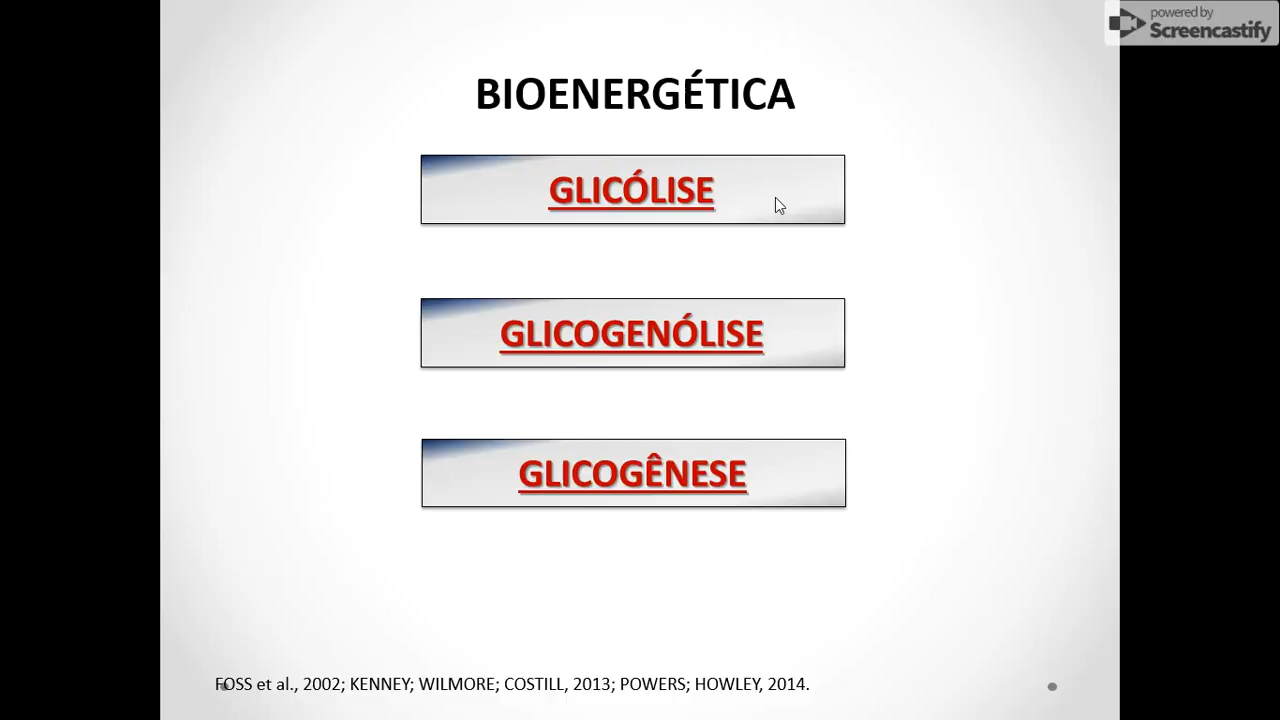 powered by
Screencastify
BIOENERGÉTICA
GLICÓLISE
GLICOGENÓLISE
GLICOGÊNESE
FOSS et al., 2002; KENNEY; WILMORE; COSTILL, 2013; POWERS; HOWLEY, 2014.